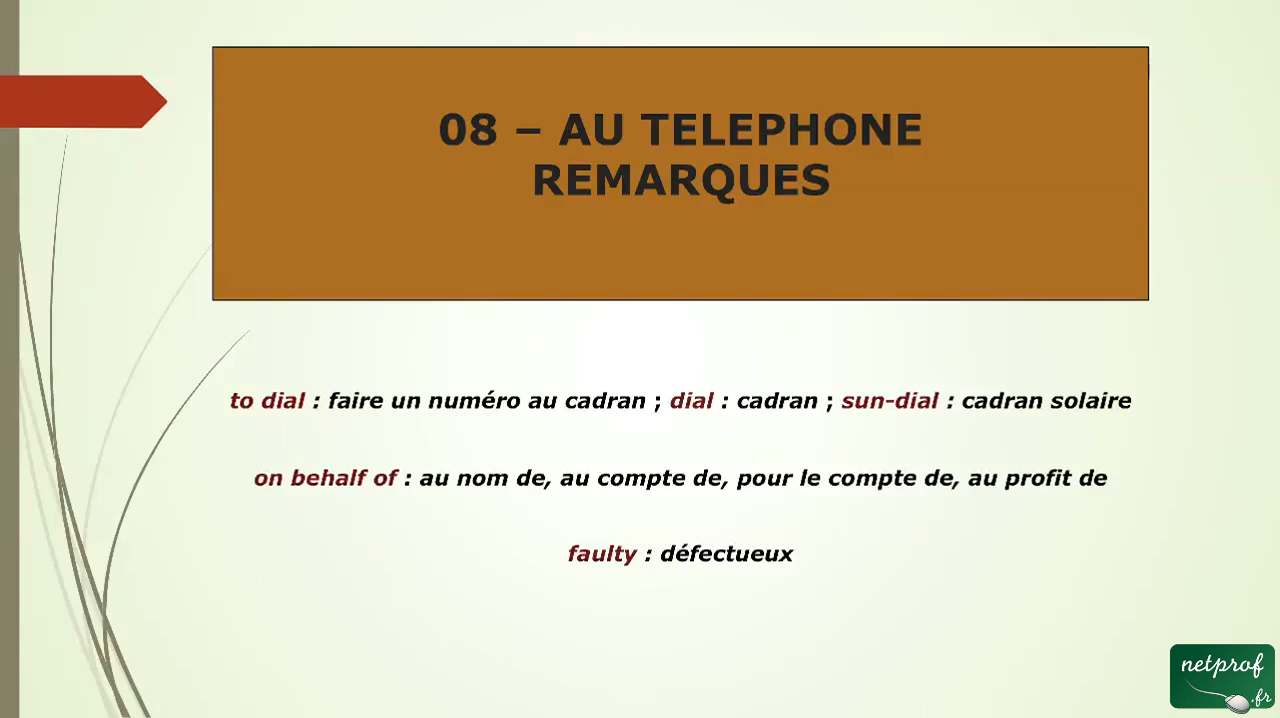 08 – AU TELEPHONE
REMARQUES
to dial : faire un numéro au cadran ; dial : cadran ; sun-dial : cadran solaire
on behalf of : au nom de, au compte de, pour le compte de, au profit de
faulty : défectueux
netprof
.fr